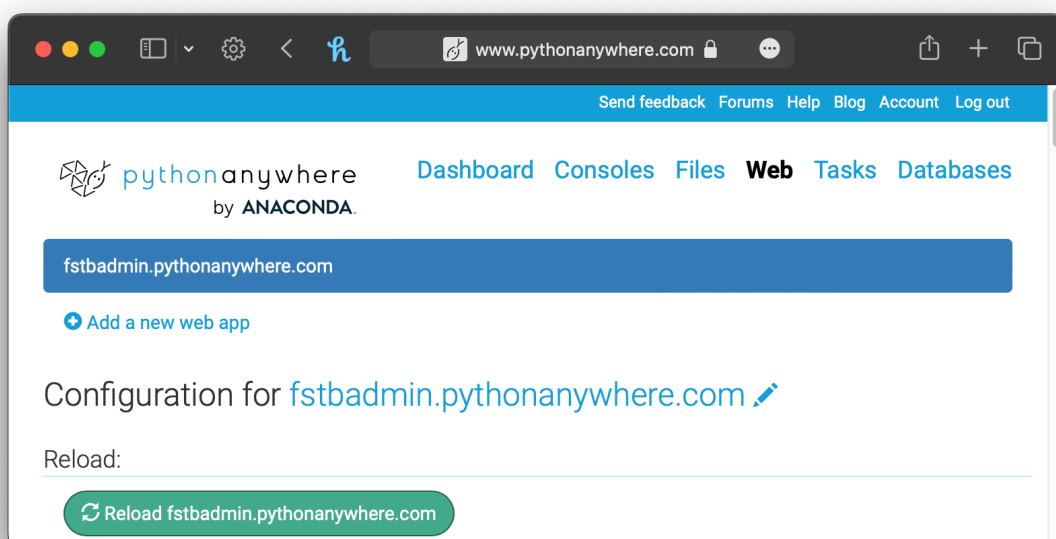 www.pythonanywhere.com
Send feedback Forums Help Blog Account Log out
pythonanywhere
by ANACONDA.
Dashboard Consoles Files Web Tasks Databases
fstbadmin.pythonanywhere.com
Add a new web app
Configuration for fstbadmin.pythonanywhere.com
Reload:
Reload fstbadmin.pythonanywhere.com